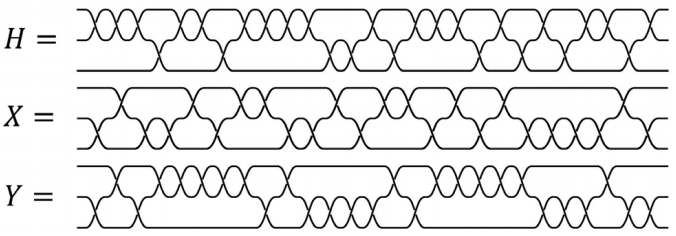 H =
X =
Y =